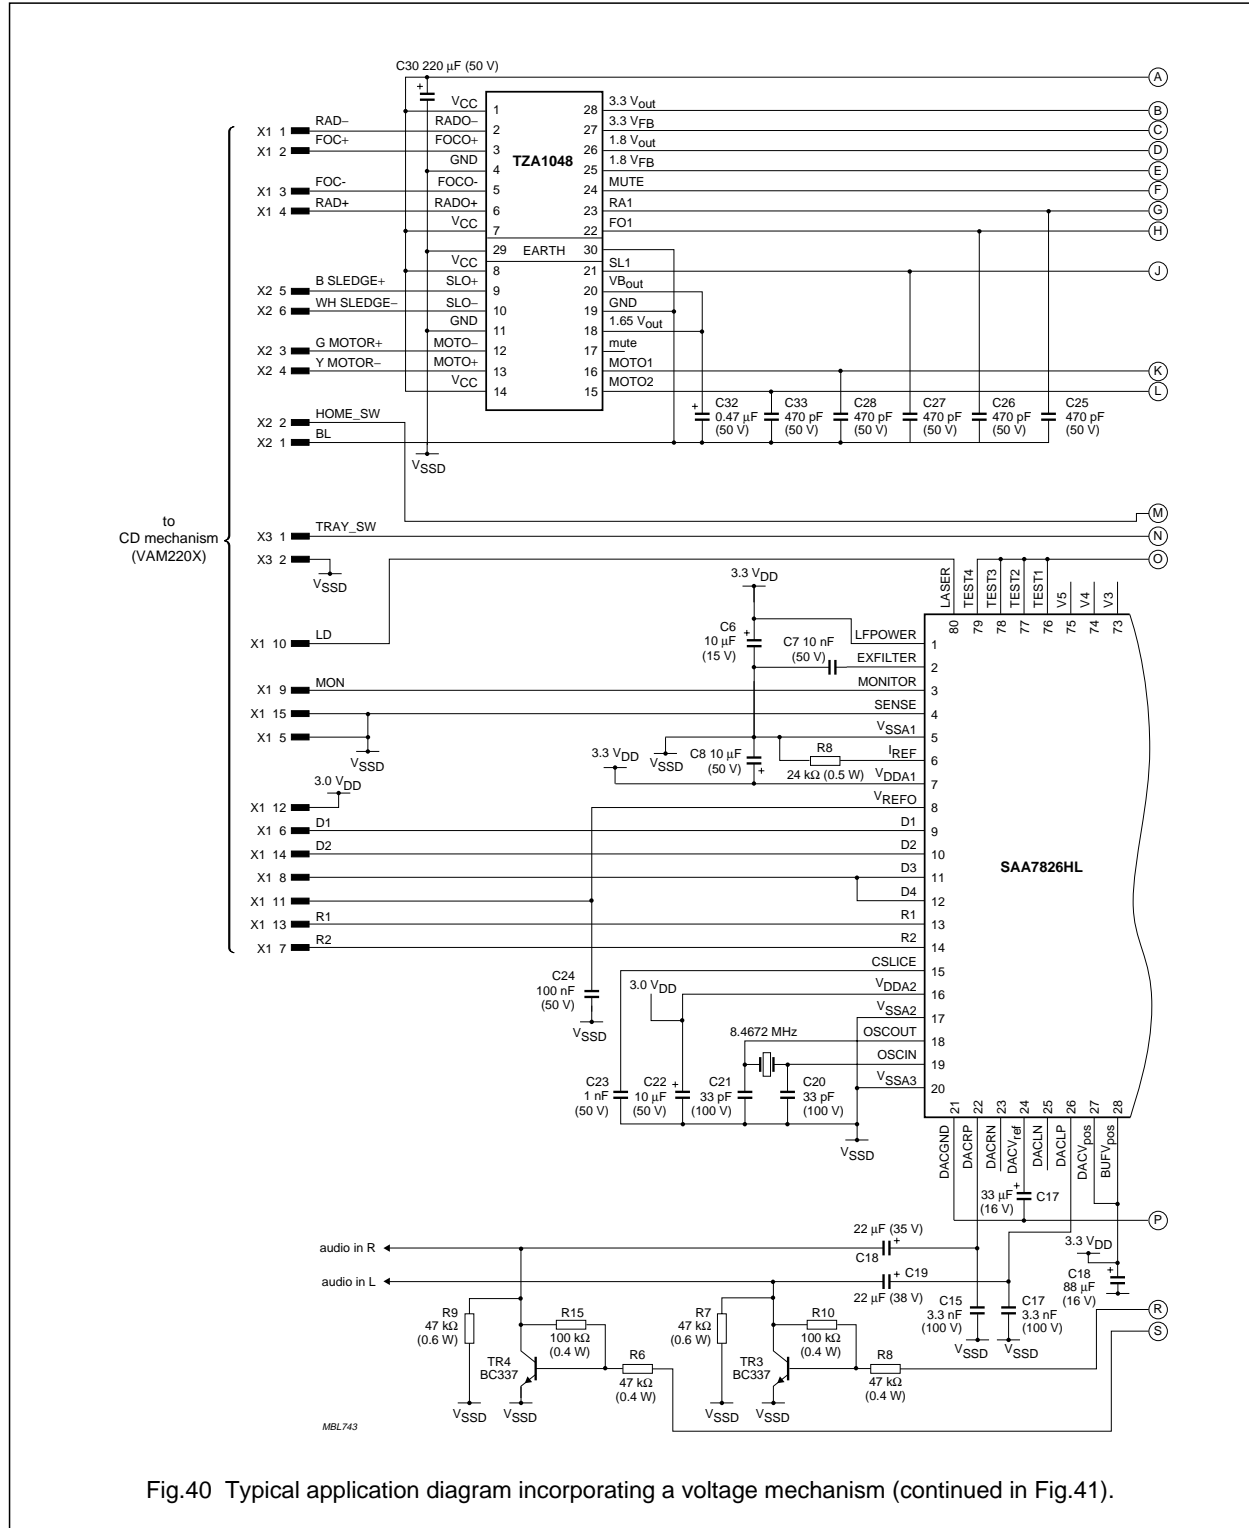 C30 220 μF (50 V)
+
A
VCC 1
28 3.3 Vout B
X1 1 RAD− RADO− 2
27 3.3 VFB C
X1 2 FOC+ FOCO+ 3
TZA1048
26 1.8 Vout D
GND 4
25 1.8 VFB E
X1 3 FOC- FOCO- 5
24 MUTE F
X1 4 RAD+ RADO+ 6
23 RA1 G
VCC 7
22 FO1 H
29 EARTH 30
VCC 8
21 SL1 J
X2 5 B SLEDGE+ SLO+ 9
20 VBout
X2 6 WH SLEDGE− SLO− 10
19 GND
GND 11
18 1.65 Vout
X2 3 G MOTOR+ MOTO− 12
17 mute
X2 4 Y MOTOR− MOTO+ 13
16 MOTO1 K
VCC 14
15 MOTO2 L
X2 2 HOME_SW
X2 1 BL
+ C32 0.47 μF (50 V)
C33 470 pF (50 V)
C28 470 pF (50 V)
C27 470 pF (50 V)
C26 470 pF (50 V)
C25 470 pF (50 V)
VSSD
to
CD mechanism
(VAM220X)
M
X3 1 TRAY_SW N
X3 2
VSSD
O
LASER 80
TEST4 79
TEST3 78
TEST2 77
TEST1 76
V5 75
V4 74
V3 73
3.3 VDD
X1 10 LD
C6 10 μF (15 V) +
LFPOWER 1
C7 10 nF (50 V)
EXFILTER 2
X1 9 MON MONITOR 3
X1 15 SENSE 4
X1 5
VSSD
VSSA1 5
VSSD
C8 10 μF (50 V) +
R8
24 kΩ (0.5 W)
IREF 6
3.3 VDD
VDDA1 7
3.0 VDD
X1 12
VREFO 8
X1 6 D1 D1 9
X1 14 D2 D2 10
X1 8 D3 11
SAA7826HL
X1 11 D4 12
X1 13 R1 R1 13
X1 7 R2 R2 14
CSLICE 15
C24 100 nF (50 V)
VSSD
3.0 VDD
VDDA2 16
VSSA2 17
8.4672 MHz
OSCOUT 18
OSCIN 19
VSSA3 20
C23 1 nF (50 V)
C22 10 μF (50 V) +
C21 33 pF (100 V)
C20 33 pF (100 V)
VSSD
21 DACGND
22 DACRP
23 DACRN
24 DACVref
25 DACLN
26 DACLP
27 DACVpos
28 BUFVpos
33 μF (16 V) + C17
P
audio in R
22 μF (35 V)
+
C18
3.3 VDD
audio in L
+ C19
22 μF (38 V)
C18 88 μF (16 V) +
R9 47 kΩ (0.6 W)
R15 100 kΩ (0.4 W)
R7 47 kΩ (0.6 W)
R10 100 kΩ (0.4 W)
C15 3.3 nF (100 V)
C17 3.3 nF (100 V)
R
S
TR4 BC337
R6 47 kΩ (0.4 W)
TR3 BC337
R8 47 kΩ (0.4 W)
VSSD VSSD
VSSD VSSD VSSD VSSD
MBL743
Fig.40 Typical application diagram incorporating a voltage mechanism (continued in Fig.41).